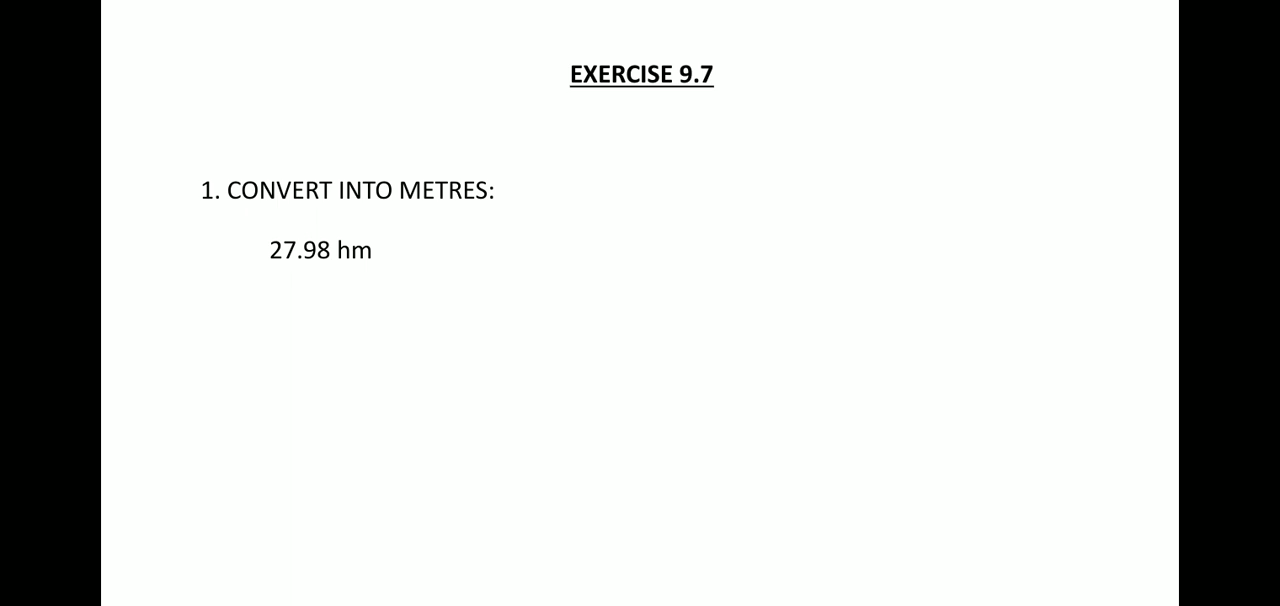 EXERCISE 9.7
1. CONVERT INTO METRES:
27.98 hm